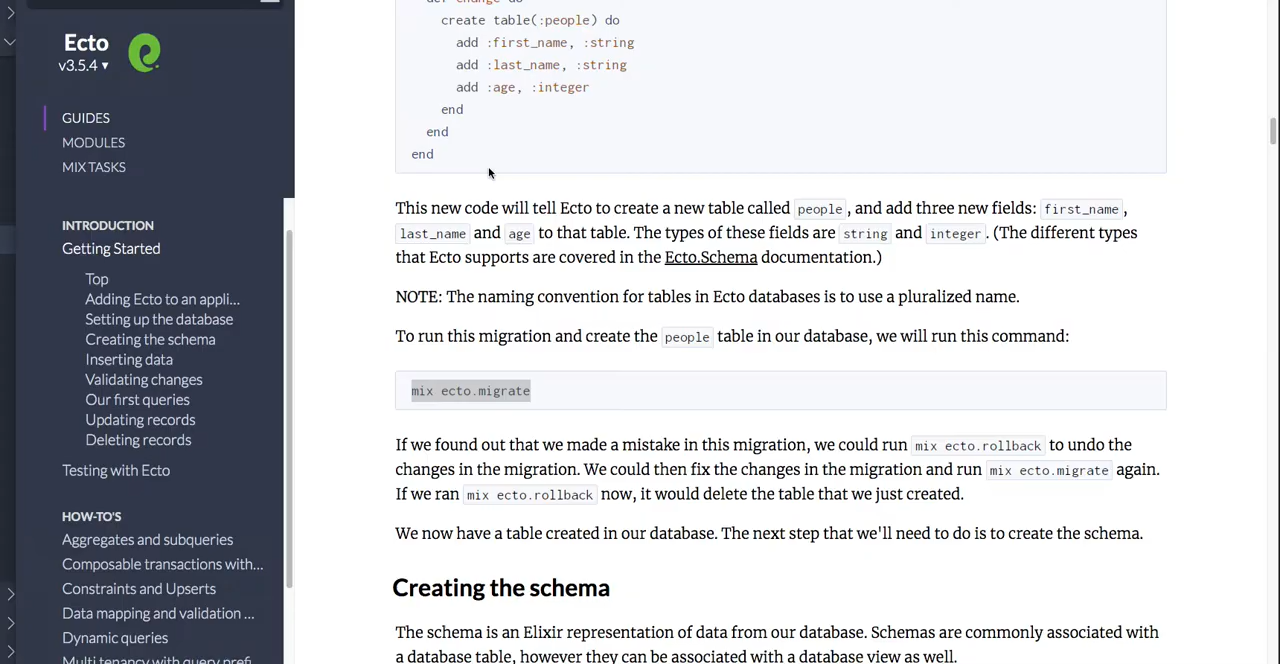 Ecto
v3.5.4 ▾
GUIDES
MODULES
MIX TASKS
INTRODUCTION
Getting Started
Top
Adding Ecto to an appli...
Setting up the database
Creating the schema
Inserting data
Validating changes
Our first queries
Updating records
Deleting records
Testing with Ecto
HOW-TO'S
Aggregates and subqueries
Composable transactions with...
Constraints and Upserts
Data mapping and validation ...
Dynamic queries
Multi tenancy with query prefi
def change do
create table(:people) do
add :first_name, :string
add :last_name, :string
add :age, :integer
end
end
end
This new code will tell Ecto to create a new table called people, and add three new fields: first_name,
last_name and age to that table. The types of these fields are string and integer. (The different types
that Ecto supports are covered in the Ecto.Schema documentation.)
NOTE: The naming convention for tables in Ecto databases is to use a pluralized name.
To run this migration and create the people table in our database, we will run this command:
mix ecto.migrate
If we found out that we made a mistake in this migration, we could run mix ecto.rollback to undo the
changes in the migration. We could then fix the changes in the migration and run mix ecto.migrate again.
If we ran mix ecto.rollback now, it would delete the table that we just created.
We now have a table created in our database. The next step that we'll need to do is to create the schema.
Creating the schema
The schema is an Elixir representation of data from our database. Schemas are commonly associated with
a database table, however they can be associated with a database view as well.